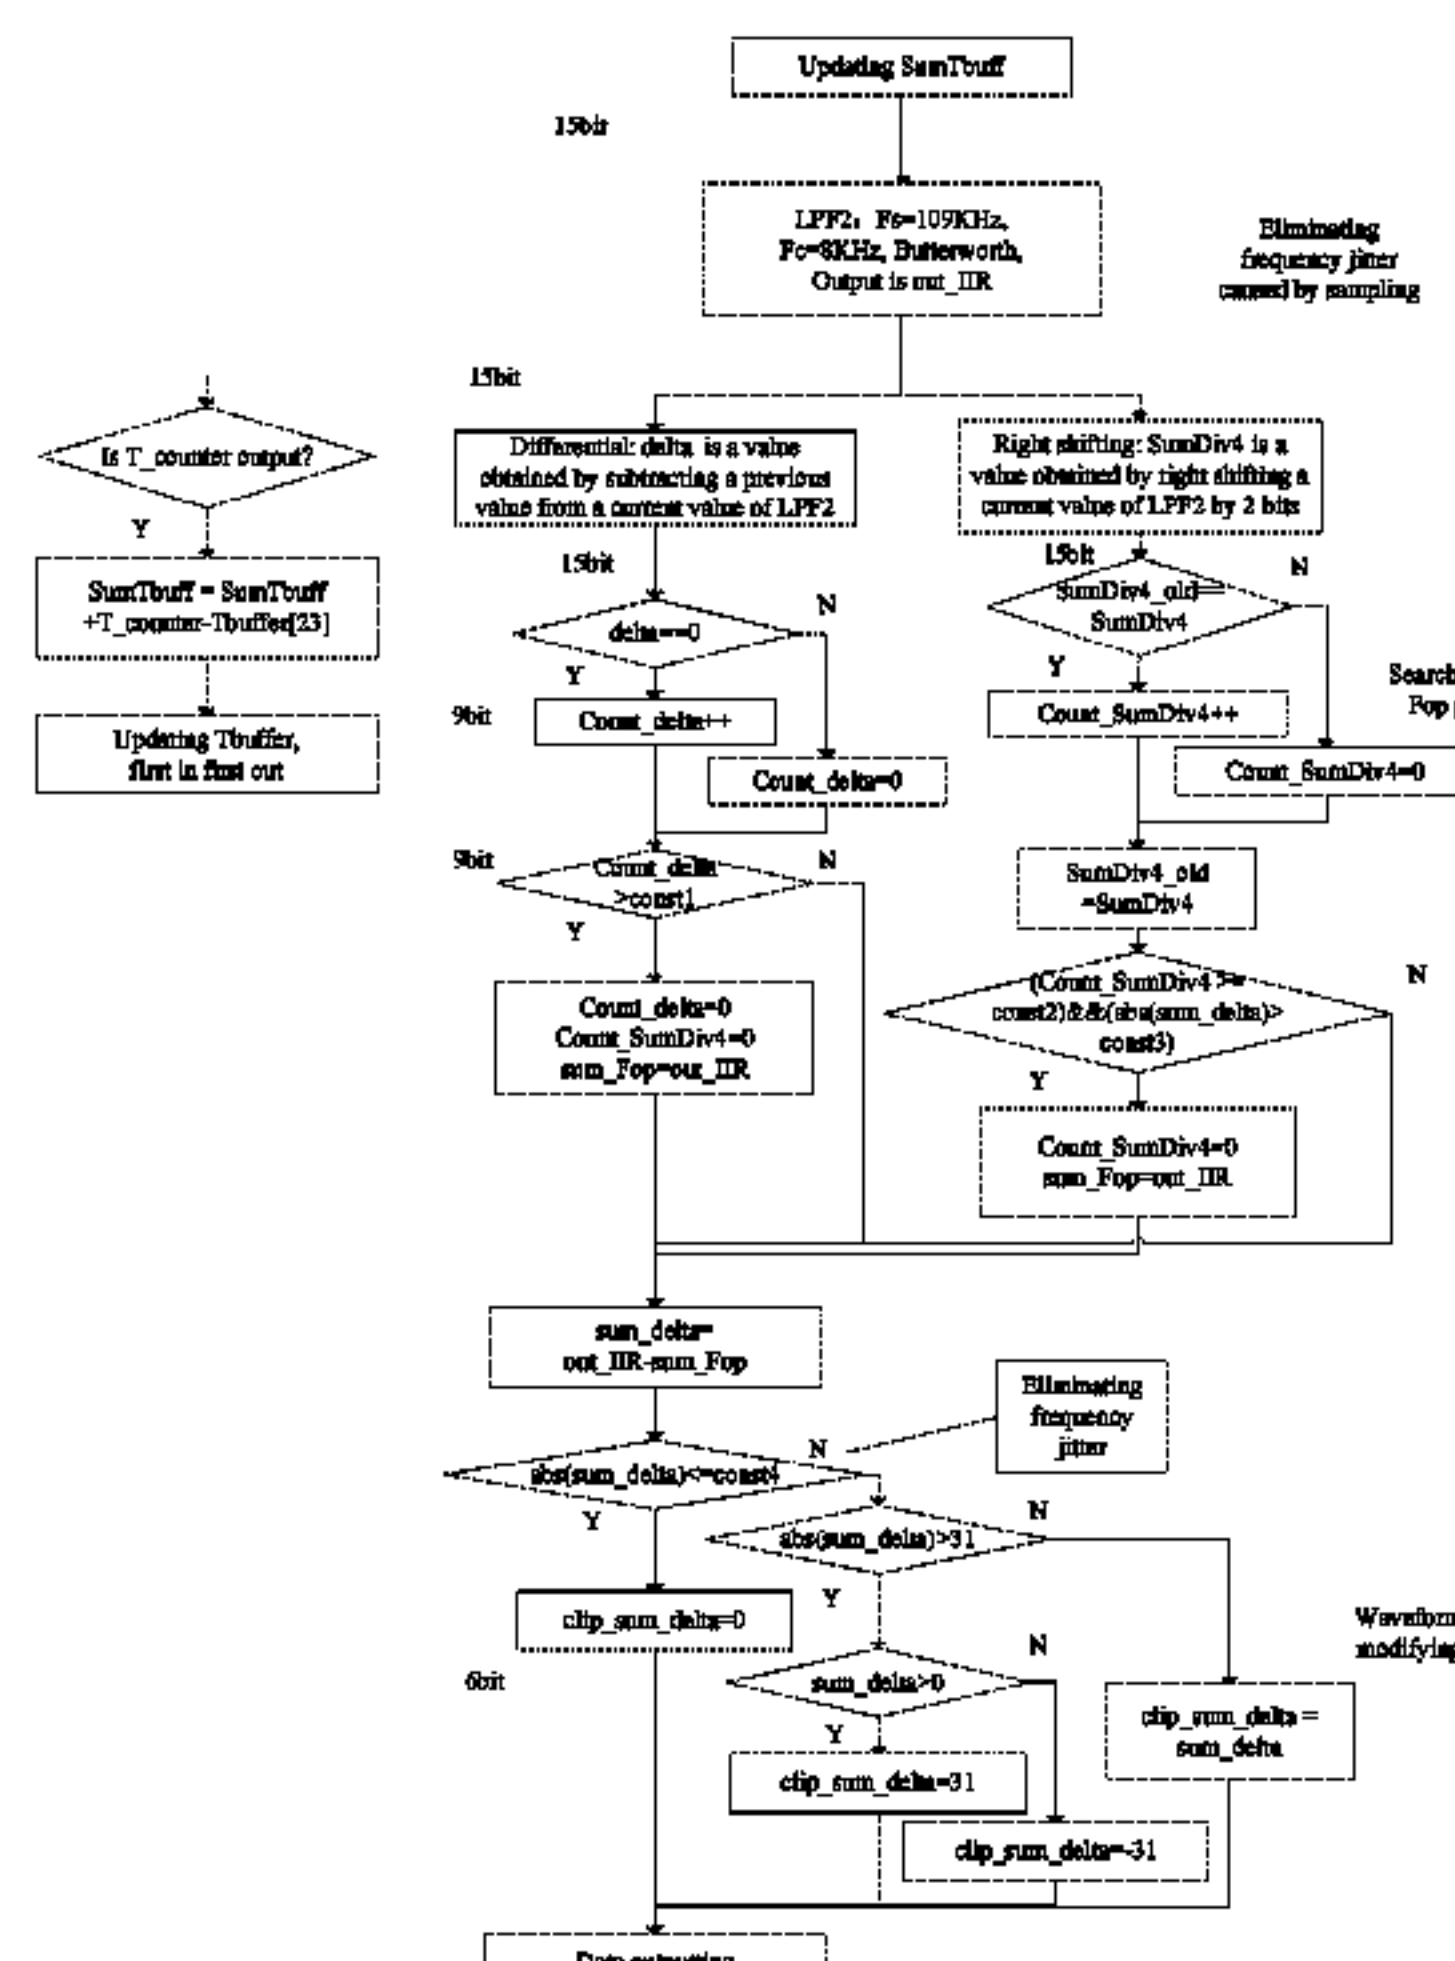 Updating SumTbuff
15bit
LPF2: Fs=109KHz,
Fc=8KHz, Butterworth,
Output is out_IIR
Eliminating
frequency jitter
caused by sampling
15bit
Is T_counter output?
Y
SumTbuff = SumTbuff
+T_counter-Tbuffer[23]
Updating Tbuffer,
first in first out
Differential: delta is a value
obtained by subtracting a previous
value from a current value of LPF2
Right shifting: SumDiv4 is a
value obtained by right shifting a
current value of LPF2 by 2 bits
15bit
delta==0
N
Y
9bit
Count_delta++
Count_delta=0
15bit
N
SumDiv4_old==
SumDiv4
Y
Count_SumDiv4++
Search
Fop
Count_SumDiv4=0
9bit
Count_delta
>const1
N
Y
SumDiv4_old
=SumDiv4
Count_delta=0
Count_SumDiv4=0
sum_Fop=out_IIR
(Count_SumDiv4 >=
const2)&&(abs(sum_delta)>
const3)
N
Y
Count_SumDiv4=0
sum_Fop=out_IIR
sum_delta=
out_IIR-sum_Fop
Eliminating
frequency
jitter
abs(sum_delta)<=const4
N
Y
abs(sum_delta)>31
N
Y
clip_sum_delta=0
6bit
sum_delta>0
N
Y
Waveform
modifying
clip_sum_delta =
sum_delta
clip_sum_delta=31
clip_sum_delta=-31
Data outputting